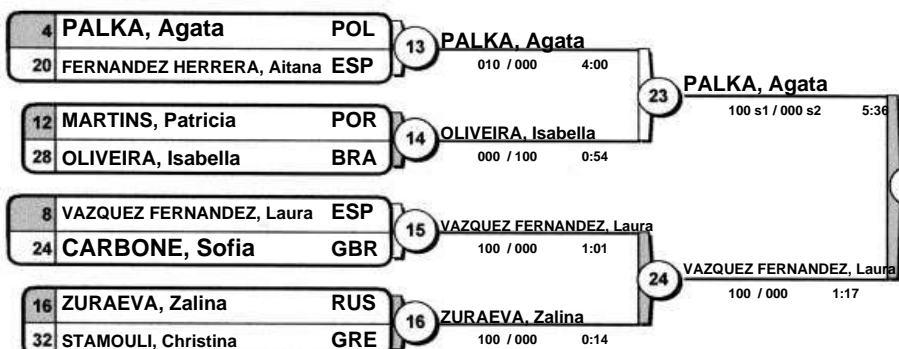 4 PALKA, Agata POL
20 FERNANDEZ HERRERA, Aitana ESP
13
PALKA, Agata
010 / 000 4:00
12 MARTINS, Patricia POR
28 OLIVEIRA, Isabella BRA
14
OLIVEIRA, Isabella
000 / 100 0:54
23
PALKA, Agata
100 s1 / 000 s2 5:36
8 VAZQUEZ FERNANDEZ, Laura ESP
24 CARBONE, Sofia GBR
15
VAZQUEZ FERNANDEZ, Laura
100 / 000 1:01
16 ZURAEVA, Zalina RUS
32 STAMOULI, Christina GRE
16
ZURAEVA, Zalina
100 / 000 0:14
24
VAZQUEZ FERNANDEZ, Laura
100 / 000 1:17